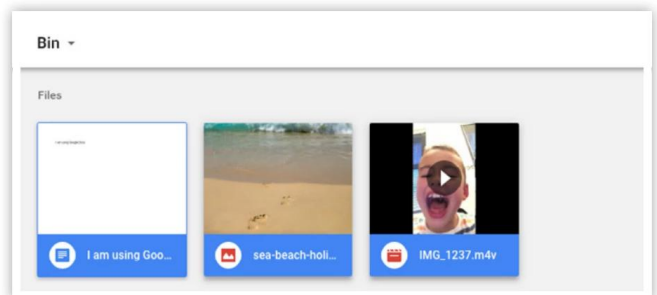 Bin
Files
I am using Goo...
sea-beach-holi...
IMG_1237.m4v